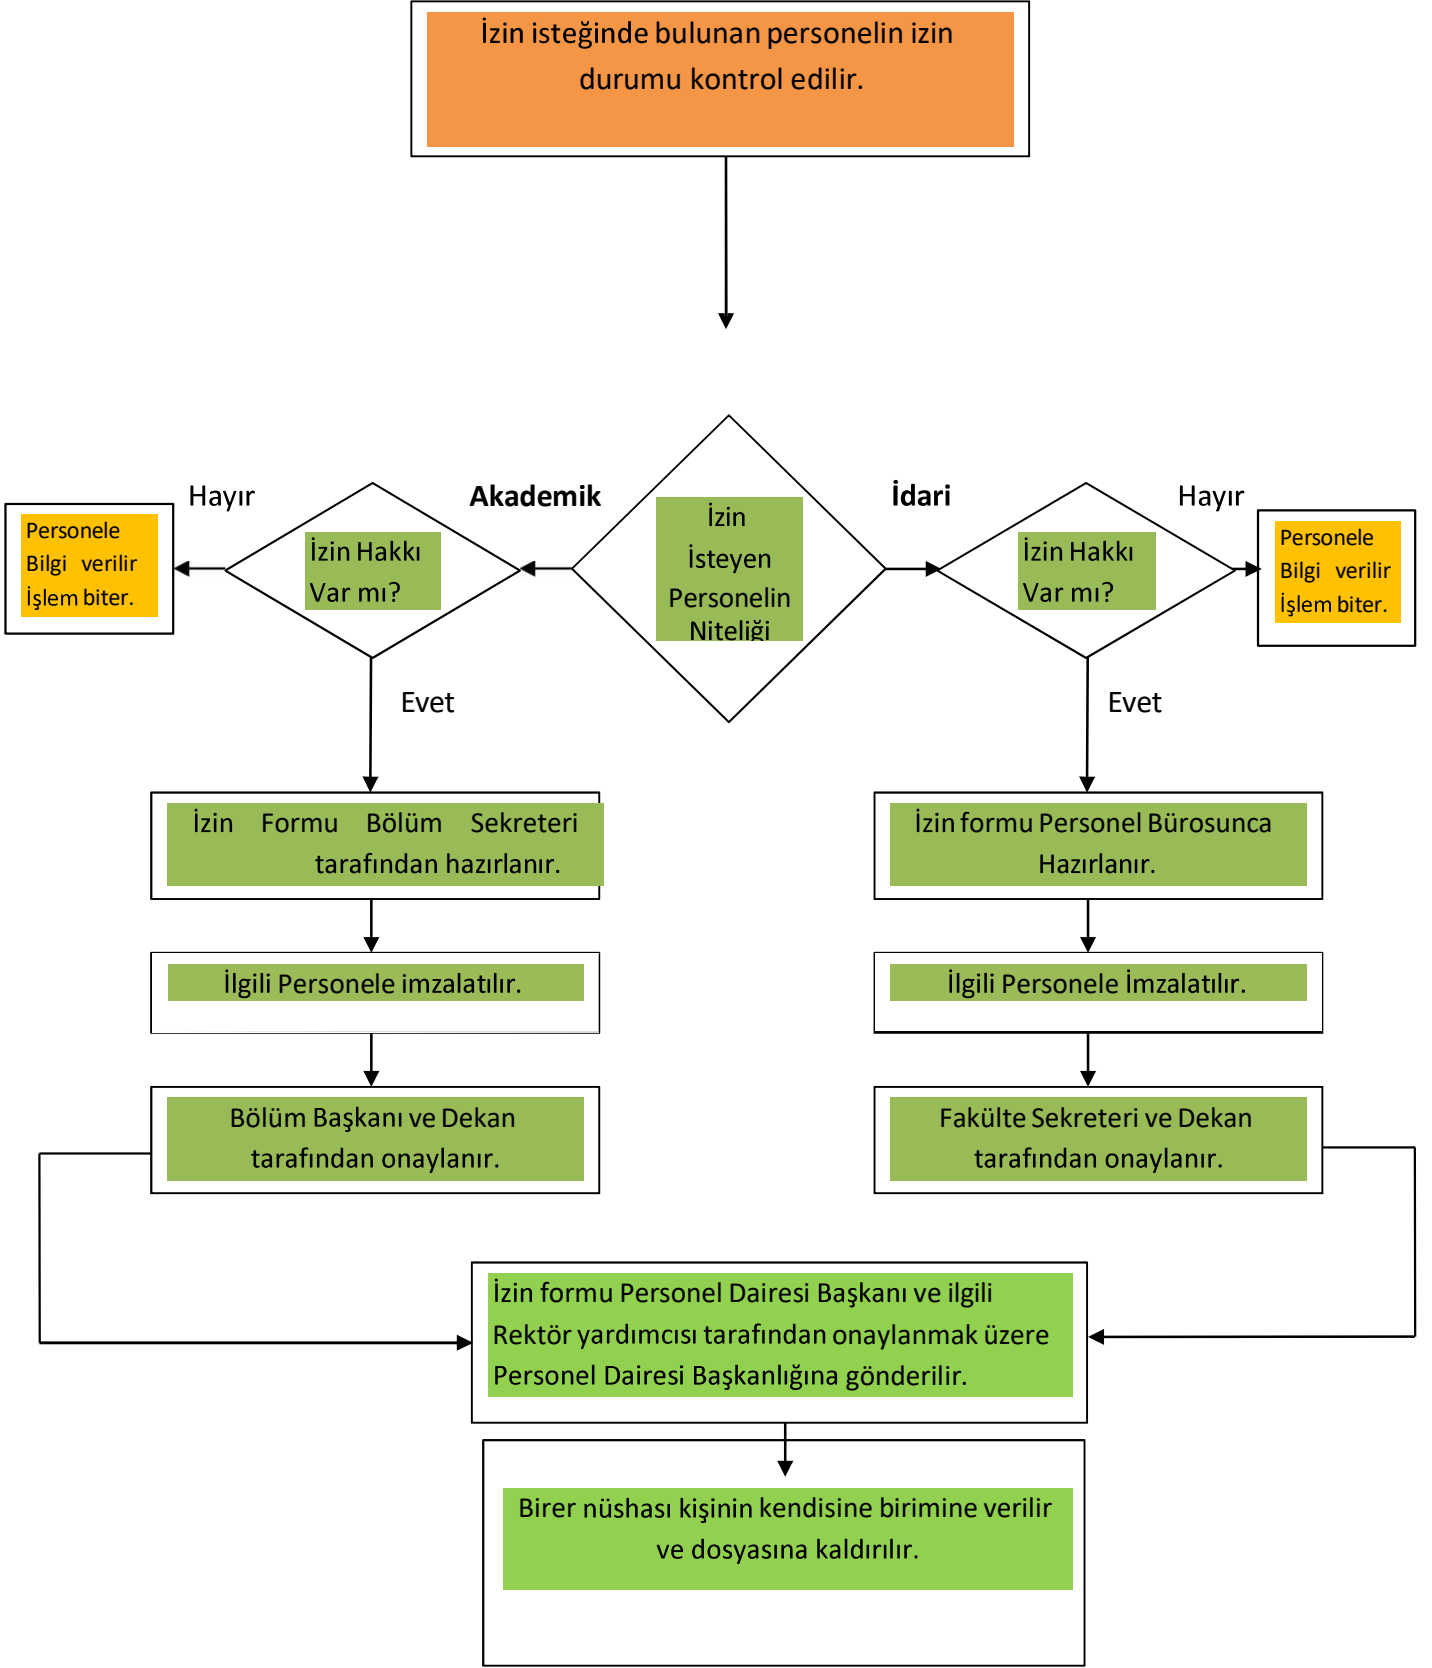 İzin isteğinde bulunan personelin izin
durumu kontrol edilir.
Hayır
Akademik
İdari
Hayır
Personele
Bilgi verilir
İşlem biter.
İzin Hakkı
Var mı?
İzin
İsteyen
Personelin
Niteliği
İzin Hakkı
Var mı?
Personele
Bilgi verilir
İşlem biter.
Evet
Evet
İzin Formu Bölüm Sekreteri
tarafından hazırlanır.
İzin formu Personel Bürosunca
Hazırlanır.
İlgili Personele imzalatılır.
İlgili Personele İmzalatılır.
Bölüm Başkanı ve Dekan
tarafından onaylanır.
Fakülte Sekreteri ve Dekan
tarafından onaylanır.
İzin formu Personel Dairesi Başkanı ve ilgili
Rektör yardımcısı tarafından onaylanmak üzere
Personel Dairesi Başkanlığına gönderilir.
Birer nüshası kişinin kendisine birimine verilir
ve dosyasına kaldırılır.